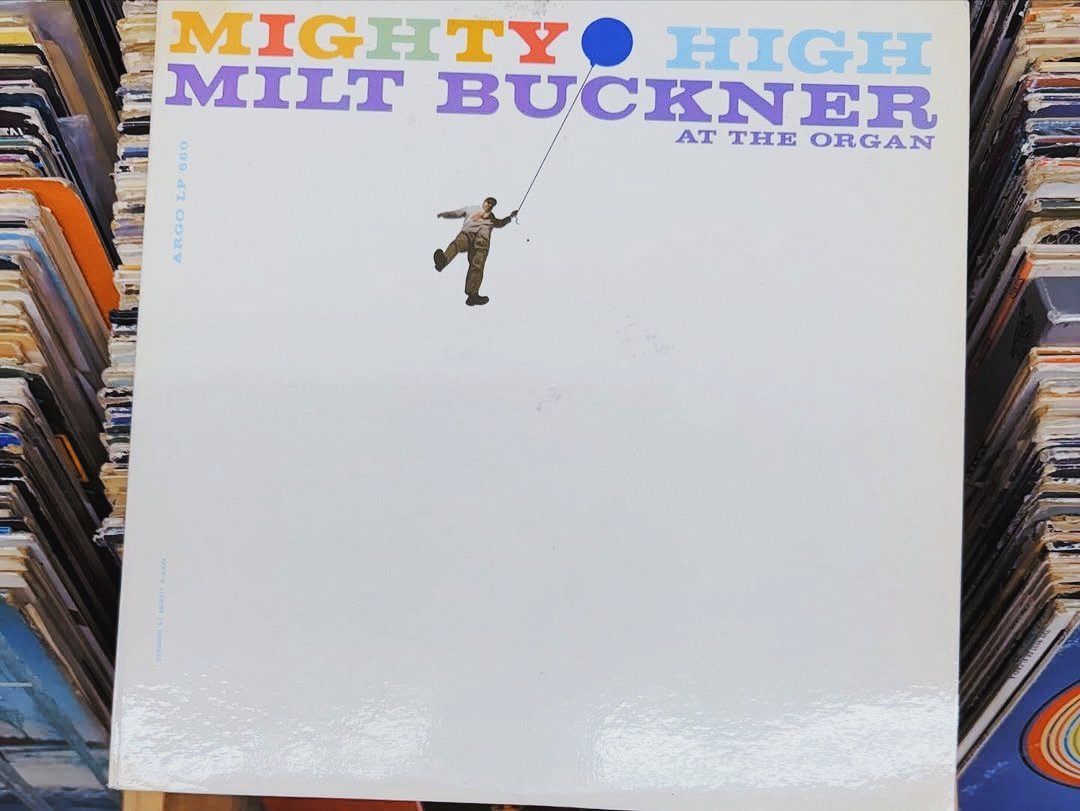 MIGHTY HIGH
MILT BUCKNER
AT THE ORGAN
ARGO LP 660